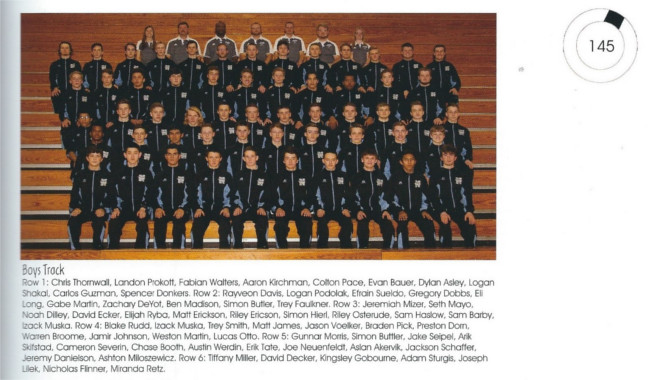 145
Boys Track
Row 1: Chris Thornwall, Landon Prokott, Fabian Walters, Aaron Kirchman, Colton Pace, Evan Bauer, Dylan Asley, Logan
Shakal, Carlos Guzman, Spencer Donkers. Row 2: Rayveon Davis, Logan Podolak, Efrain Sueldo, Gregory Dobbs, Eli
Long, Gabe Martin, Zachary DeYot, Ben Madison, Simon Butler, Trey Faulkner. Row 3: Jeremiah Mizer, Seth Mayo,
Noah Dilley, David Ecker, Elijah Ryba, Matt Erickson, Riley Ericson, Simon Hierl, Riley Osterude, Sam Haslow, Sam Barby,
Izack Muska. Row 4: Blake Rudd, Izack Muska, Trey Smith, Matt James, Jason Voelker, Braden Pick, Preston Dorn,
Warren Broome, Jamir Johnson, Weston Martin, Lucas Otto. Row 5: Gunnar Morris, Simon Buttler, Jake Seipel, Arik
Skifstad, Cameron Severin, Chase Booth, Austin Werdin, Erik Tate, Joe Neuenfeldt, Aslan Akervik, Jackson Schaffer,
Jeremy Danielson, Ashton Miloszewicz. Row 6: Tiffany Miller, David Decker, Kingsley Gobourne, Adam Sturgis, Joseph
Lilek, Nicholas Flinner, Miranda Retz.